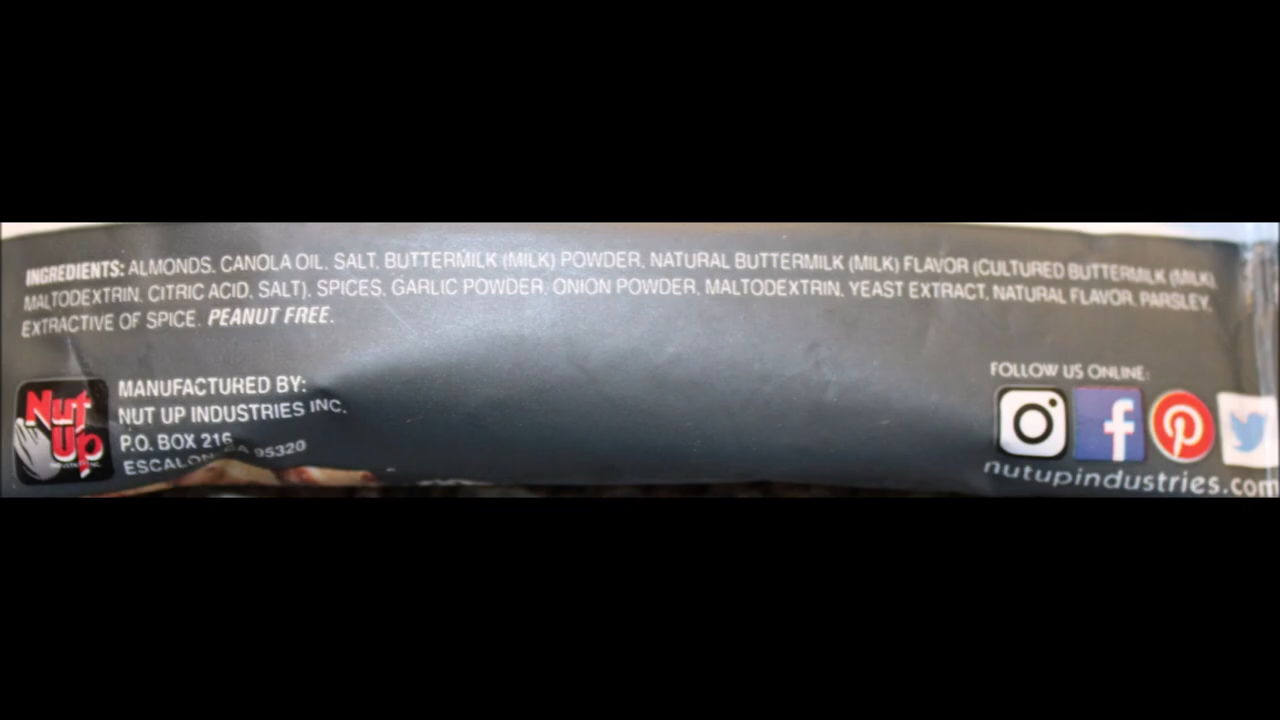 INGREDIENTS: ALMONDS, CANOLA OIL, SALT, BUTTERMILK (MILK) POWDER, NATURAL BUTTERMILK (MILK) FLAVOR (CULTURED BUTTERMILK (MILK),
MALTODEXTRIN, CITRIC ACID, SALT), SPICES, GARLIC POWDER, ONION POWDER, MALTODEXTRIN, YEAST EXTRACT, NATURAL FLAVOR, PARSLEY,
EXTRACTIVE OF SPICE. PEANUT FREE.
Nut
Up
MANUFACTURED BY:
NUT UP INDUSTRIES INC.
P.O. BOX 216
ESCALON, CA 95320
FOLLOW US ONLINE:
nutupindustries.com